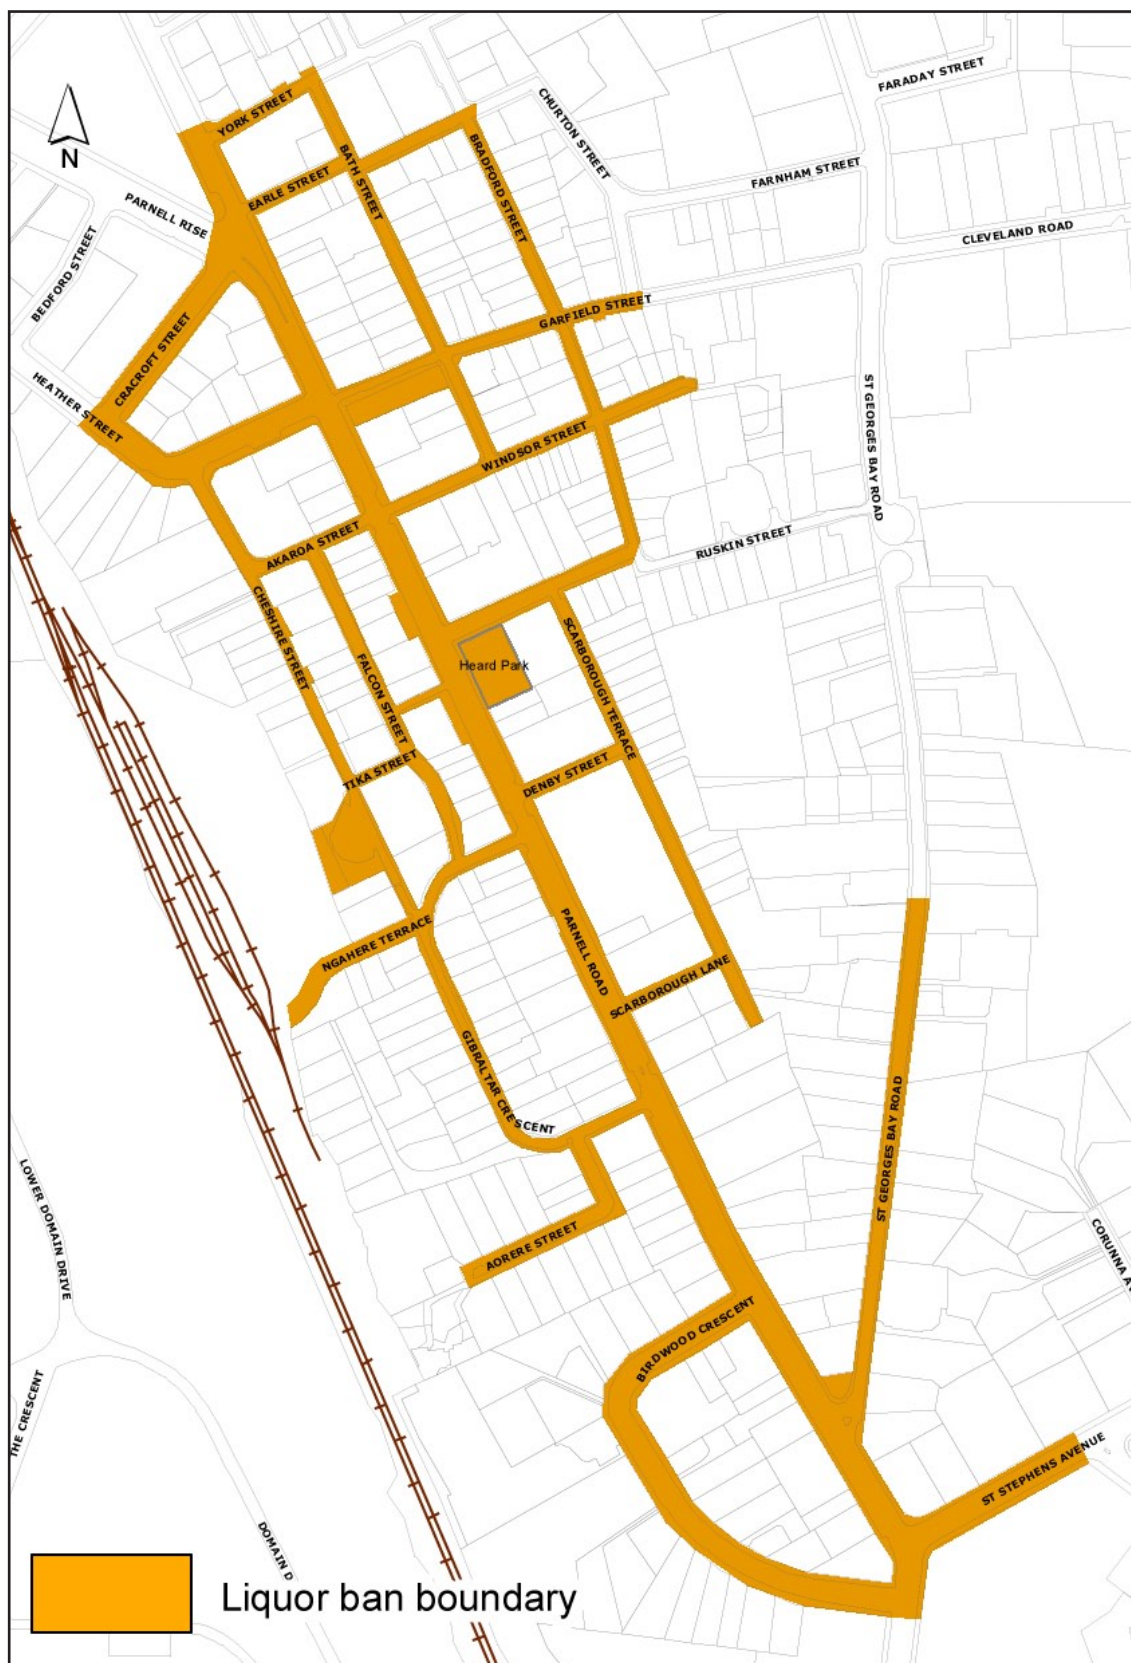 FARADAY STREET
YORK STREET
CHURTON STREET
N
BATH STREET
BRADFORD STREET
FARNHAM STREET
EARLE STREET
PARNELL RISE
CLEVELAND ROAD
BEDFORD STREET
GARFIELD STREET
CRACROFT STREET
HEATHER STREET
ST GEORGES BAY ROAD
WINDSOR STREET
AKAROA STREET
RUSKIN STREET
CHESHIRE STREET
SCARBOROUGH TERRACE
FALCON STREET
Heard Park
TIKA STREET
DENBY STREET
PARNELL ROAD
NGAHERE TERRACE
SCARBOROUGH LANE
GIBRALTAR CRESCENT
ST GEORGES BAY ROAD
LOWER DOMAIN DRIVE
AORERE STREET
CORUNNA AV
BIRDWOOD CRESCENT
THE CRESCENT
ST STEPHENS AVENUE
DOMAIN D
Liquor ban boundary